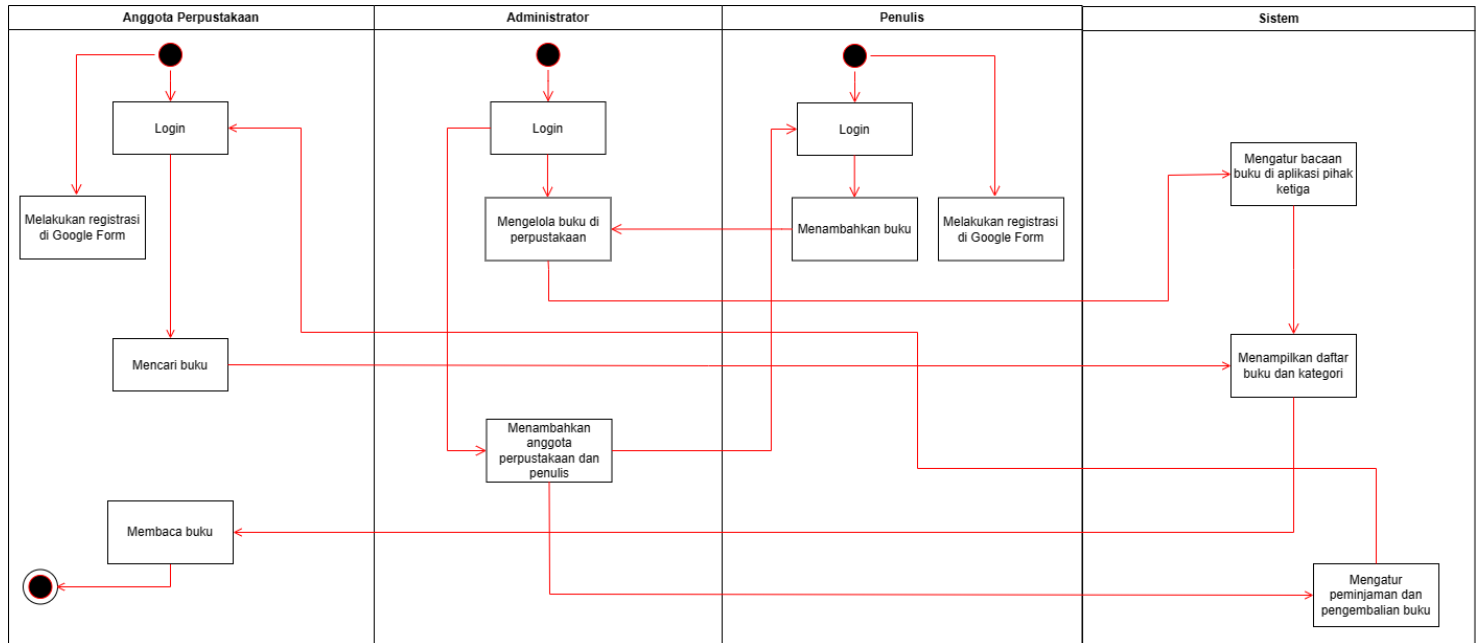 Anggota Perpustakaan
Administrator
Penulis
Sistem
Login
Login
Login
Mengatur bacaan
buku di aplikasi pihak
ketiga
Melakukan registrasi
di Google Form
Mengelola buku di
perpustakaan
Menambahkan buku
Melakukan registrasi
di Google Form
Mencari buku
Menampilkan daftar
buku dan kategori
Menambahkan
anggota
perpustakaan dan
penulis
Membaca buku
Mengatur
peminjaman dan
pengembalian buku